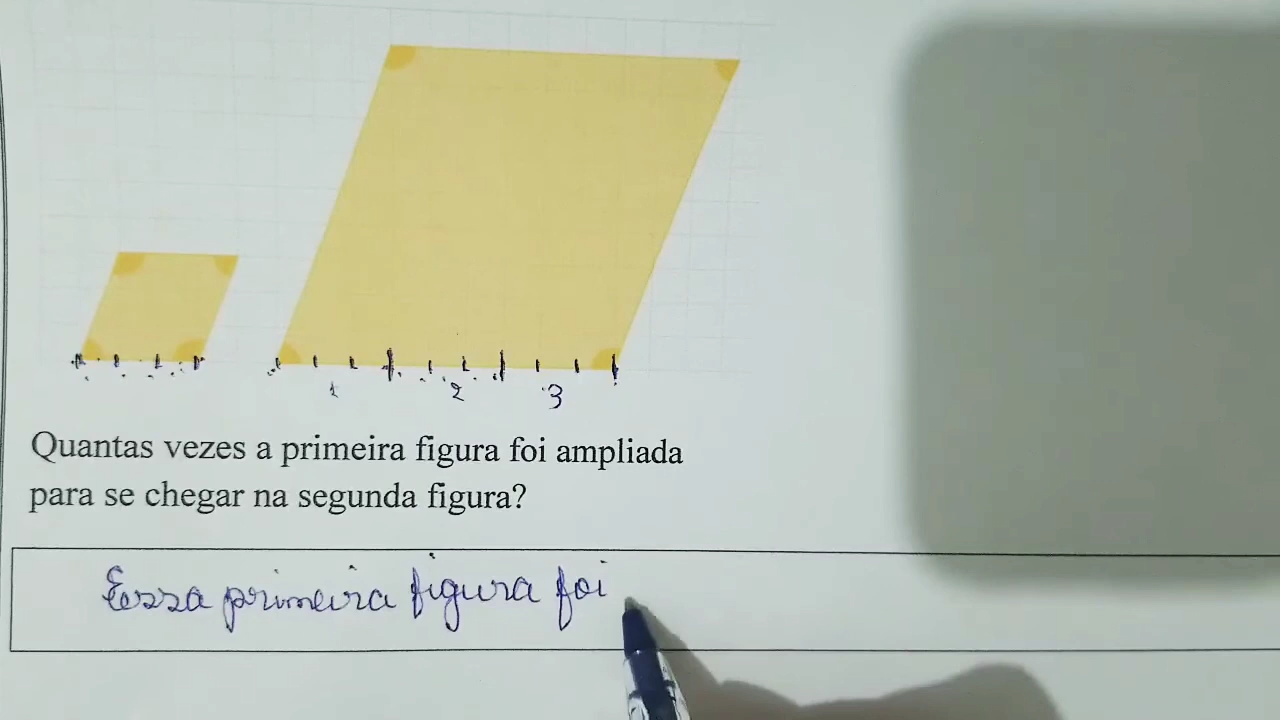 1 2 3
Quantas vezes a primeira figura foi ampliada
para se chegar na segunda figura?
Essa primeira figura foi